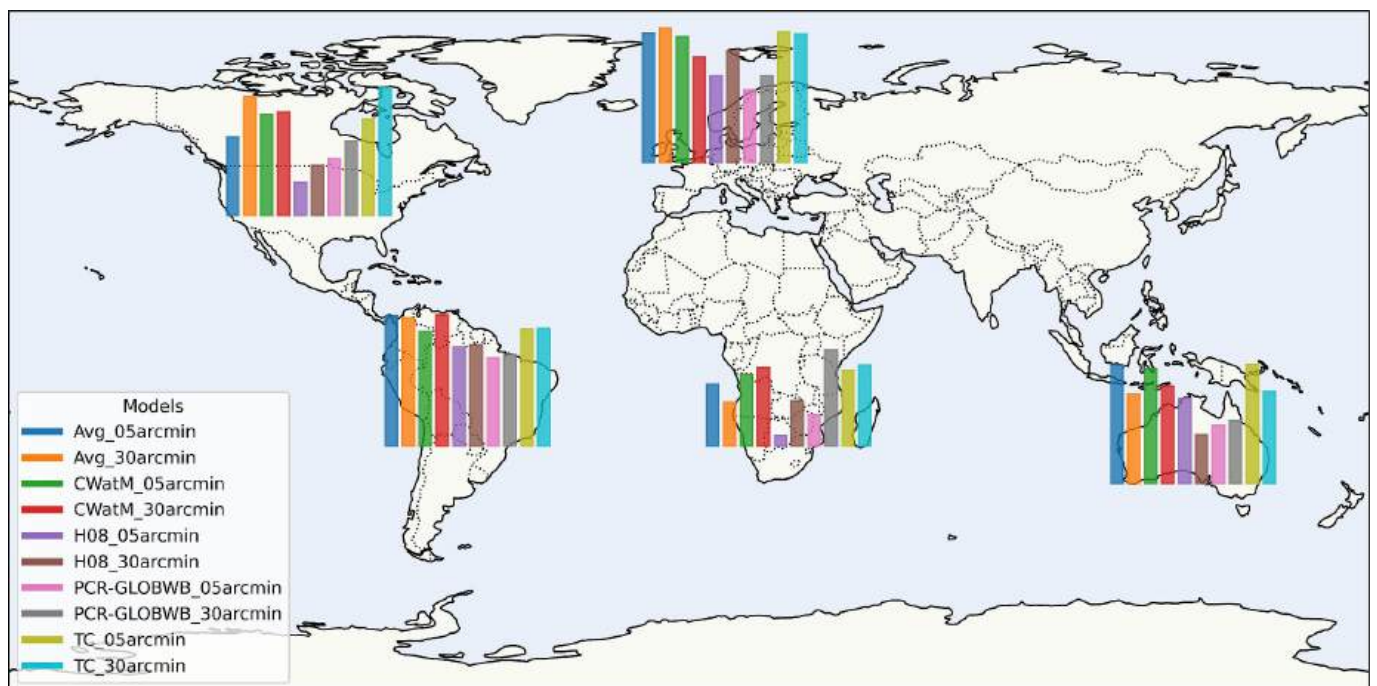 Models
Avg_05arcmin
Avg_30arcmin
CWatM_05arcmin
CWatM_30arcmin
H08_05arcmin
H08_30arcmin
PCR-GLOBWB_05arcmin
PCR-GLOBWB_30arcmin
TC_05arcmin
TC_30arcmin